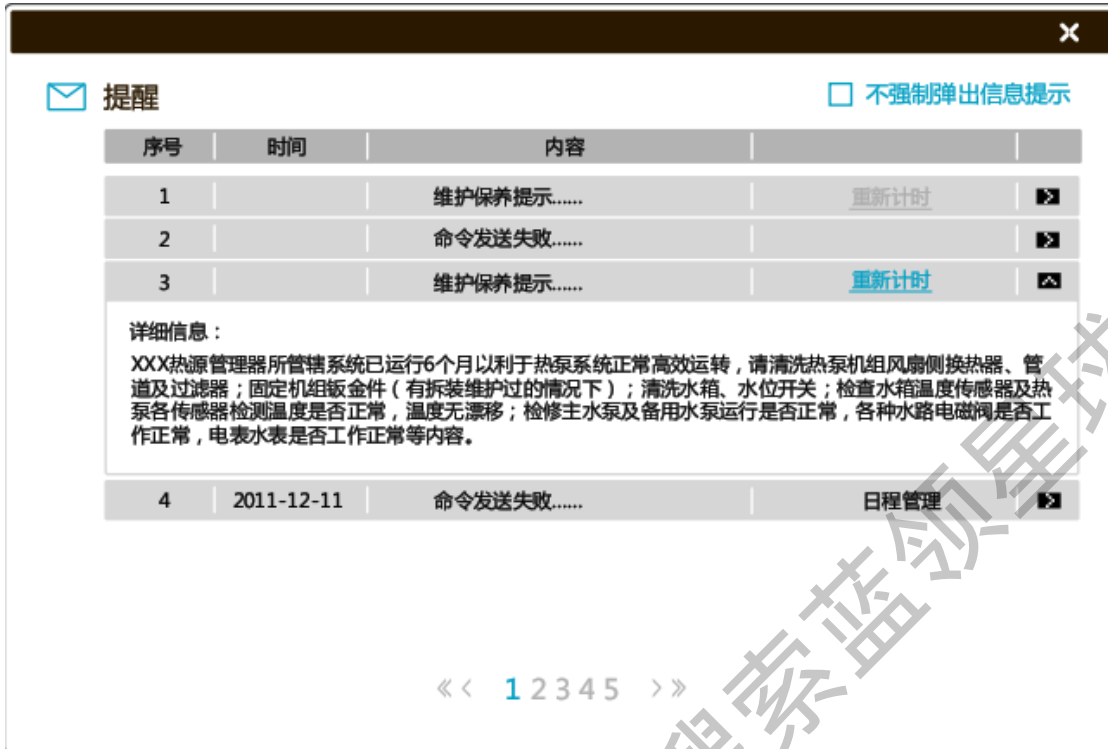 提醒
不强制弹出信息提示
序号 时间 内容
1 维护保养提示...... 重新计时
2 命令发送失败......
3 维护保养提示...... 重新计时
详细信息：
XXX热源管理器所管辖系统已运行6个月以利于热泵系统正常高效运转，请清洗热泵机组风扇侧换热器、管
道及过滤器；固定机组钣金件（有拆装维护过的情况下）；清洗水箱、水位开关；检查水箱温度传感器及热
泵各传感器检测温度是否正常，温度无漂移；检修主水泵及备用水泵运行是否正常，各种水路电磁阀是否工
作正常，电表水表是否工作正常等内容。
4 2011-12-11 命令发送失败...... 日程管理
« < 1 2 3 4 5 > »
搜索蓝领星球